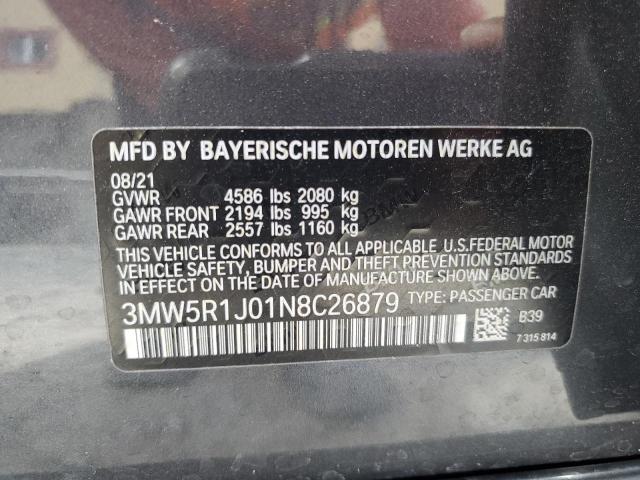 MFD BY BAYERISCHE MOTOREN WERKE AG
08/21
GVWR 4586 lbs 2080 kg
GAWR FRONT 2194 lbs 995 kg
GAWR REAR 2557 lbs 1160 kg
THIS VEHICLE CONFORMS TO ALL APPLICABLE U.S.FEDERAL MOTOR
VEHICLE SAFETY, BUMPER, AND THEFT PREVENTION STANDARDS
IN EFFECT ON THE DATE OF MANUFACTURE SHOWN ABOVE.
3MW5R1J01N8C26879 TYPE: PASSENGER CAR
B39
7 315 814
BMW